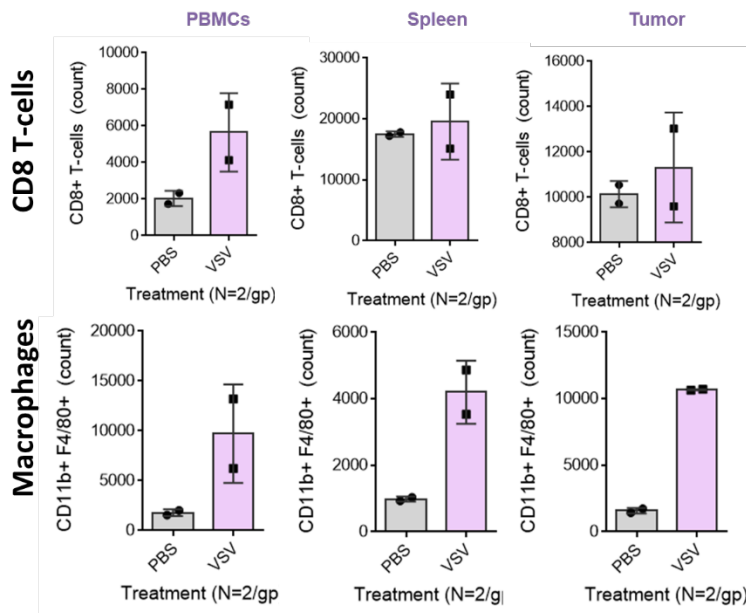 PBMCs Spleen Tumor
CD8 T-cells
CD8+ T-cells (count)
10000
8000
6000
4000
2000
0
PBS VSV
Treatment (N=2/gp)
CD8+ T-cells (count)
30000
20000
10000
0
PBS VSV
Treatment (N=2/gp)
CD8+ T-cells (count)
16000
14000
12000
10000
8000
PBS VSV
Treatment (N=2/gp)
Macrophages
CD11b+ F4/80+ (count)
20000
15000
10000
5000
0
PBS VSV
Treatment (N=2/gp
CD11b+ F4/80+ (count)
6000
4000
2000
0
PBS VSV
Treatment (N=2/gp
CD11b+ F4/80+ (count)
15000
10000
5000
0
PBS VSV
Treatment (N=2/gp